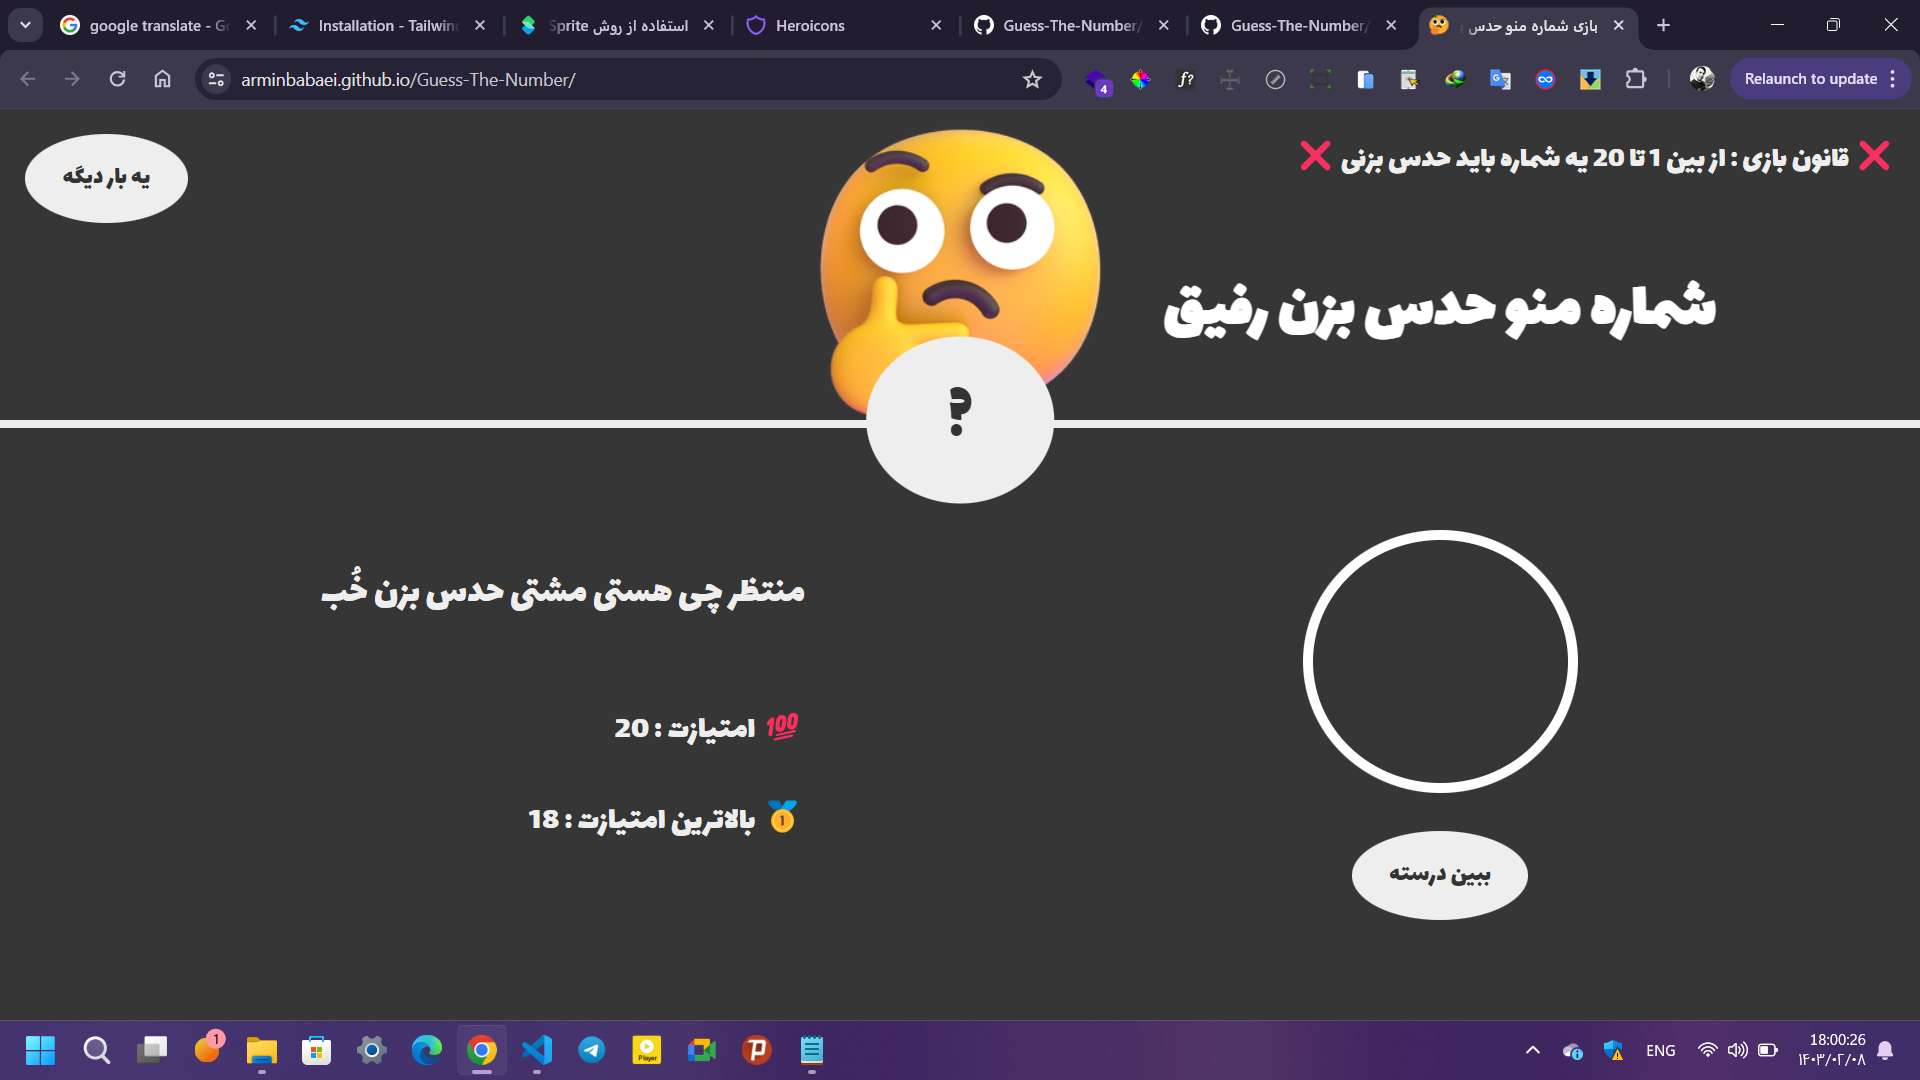 google translate - G
Installation - Tailwin
استفاده از روش Sprite
Heroicons
Guess-The-Number/
Guess-The-Number/
بازی شماره منو حدس
arminbabaei.github.io/Guess-The-Number/
4
f?
Relaunch to update
❌ قانون بازی : از بین 1 تا 20 یه شماره باید حدس بزنی ❌
یه بار دیگه
شماره منو حدس بزن رفیق
؟
منتظر چی هستی مشتی حدس بزن خُب
💯 امتیازت : 20
🥇 بالاترین امتیازت : 18
ببین درسته
1
Player
ENG
18:00:26
۱۴۰۳/۰۲/۰۸